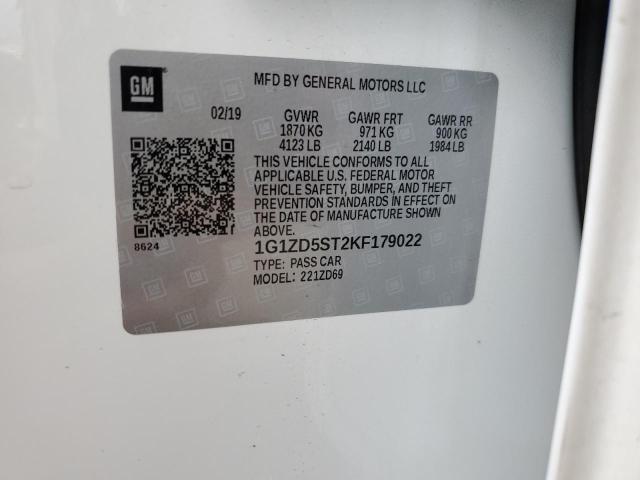 GM
MFD BY GENERAL MOTORS LLC
02/19 GVWR GAWR FRT GAWR RR
1870 KG 971 KG 900 KG
4123 LB 2140 LB 1984 LB
THIS VEHICLE CONFORMS TO ALL
APPLICABLE U.S. FEDERAL MOTOR
VEHICLE SAFETY, BUMPER, AND THEFT
PREVENTION STANDARDS IN EFFECT ON
THE DATE OF MANUFACTURE SHOWN
ABOVE.
8624
1G1ZD5ST2KF179022
TYPE: PASS CAR
MODEL: 221ZD69